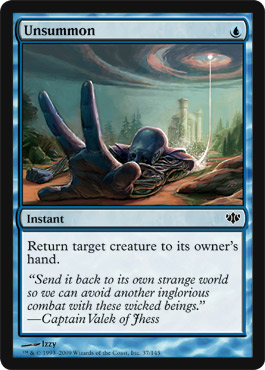 Unsummon
Instant
Return target creature to its owner's
hand.
"Send it back to its own strange world
so we can avoid another inglorious
combat with these wicked beings."
—Captain Valek of Jhess
Izzy
™ & © 1993–2009 Wizards of the Coast, Inc. 37/145